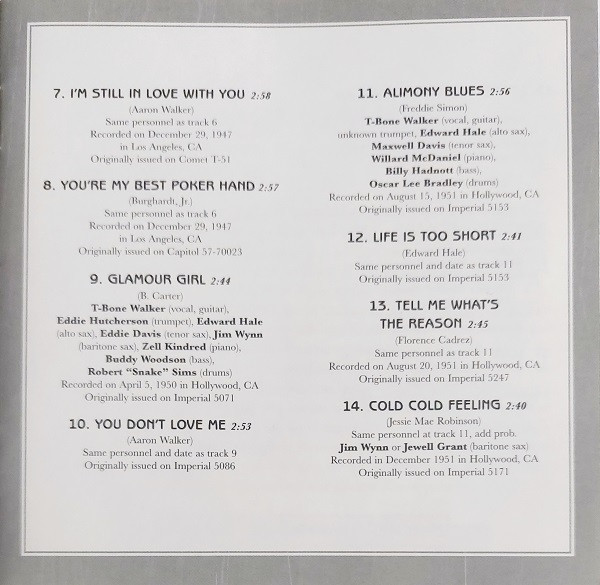 7. I'M STILL IN LOVE WITH YOU 2:58
(Aaron Walker)
Same personnel as track 6
Recorded on December 29, 1947
in Los Angeles, CA
Originally issued on Comet T-51
8. YOU'RE MY BEST POKER HAND 2:57
(Burghardt, Jr.)
Same personnel as track 6
Recorded on December 29, 1947
in Los Angeles, CA
Originally issued on Capitol 57-70023
9. GLAMOUR GIRL 2:44
(B. Carter)
T-Bone Walker (vocal, guitar),
Eddie Hutcherson (trumpet), Edward Hale
(alto sax), Eddie Davis (tenor sax), Jim Wynn
(baritone sax), Zell Kindred (piano),
Buddy Woodson (bass),
Robert "Snake" Sims (drums)
Recorded on April 5, 1950 in Hollywood, CA
Originally issued on Imperial 5071
10. YOU DON'T LOVE ME 2:53
(Aaron Walker)
Same personnel and date as track 9
Originally issued on Imperial 5086
11. ALIMONY BLUES 2:56
(Freddie Simon)
T-Bone Walker (vocal, guitar),
unknown trumpet, Edward Hale (alto sax),
Maxwell Davis (tenor sax),
Willard McDaniel (piano),
Billy Hadnott (bass),
Oscar Lee Bradley (drums)
Recorded on August 15, 1951 in Hollywood, CA
Originally issued on Imperial 5153
12. LIFE IS TOO SHORT 2:41
(Edward Hale)
Same personnel and date as track 11
Originally issued on Imperial 5153
13. TELL ME WHAT'S
THE REASON 2:45
(Florence Cadrez)
Same personnel as track 11
Recorded on August 20, 1951 in Hollywood, CA
Originally issued on Imperial 5247
14. COLD COLD FEELING 2:40
(Jessie Mae Robinson)
Same personnel at track 11, add prob.
Jim Wynn or Jewell Grant (baritone sax)
Recorded in December 1951 in Hollywood, CA
Originally issued on Imperial 5171